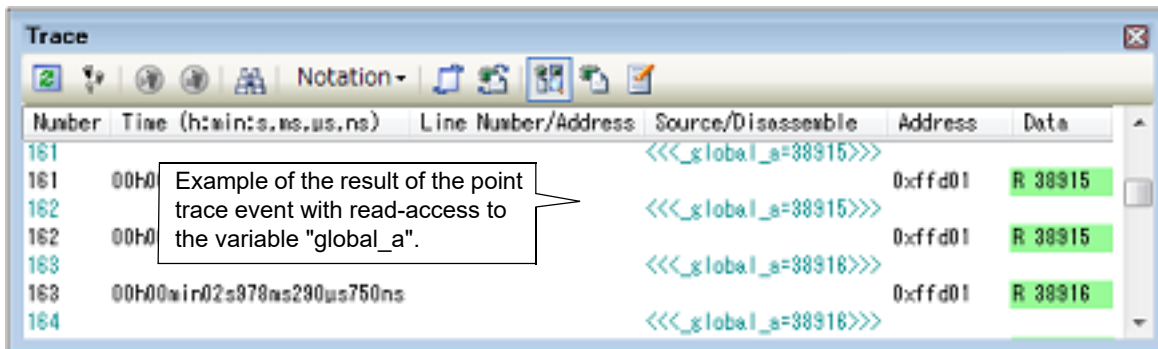 Trace
Notation
Number Time (h:min:s.ms.µs.ns) Line Number/Address Source/Disassemble Address Data
161 <<<_global_a=38915>>>
161 00h0 0xffd01 R 38915
162 <<<_global_a=38915>>>
162 00h0 0xffd01 R 38915
163 <<<_global_a=38916>>>
163 00h00min02s978ms290µs750ns 0xffd01 R 38916
164 <<<_global_a=38916>>>
Example of the result of the point
trace event with read-access to
the variable "global_a".